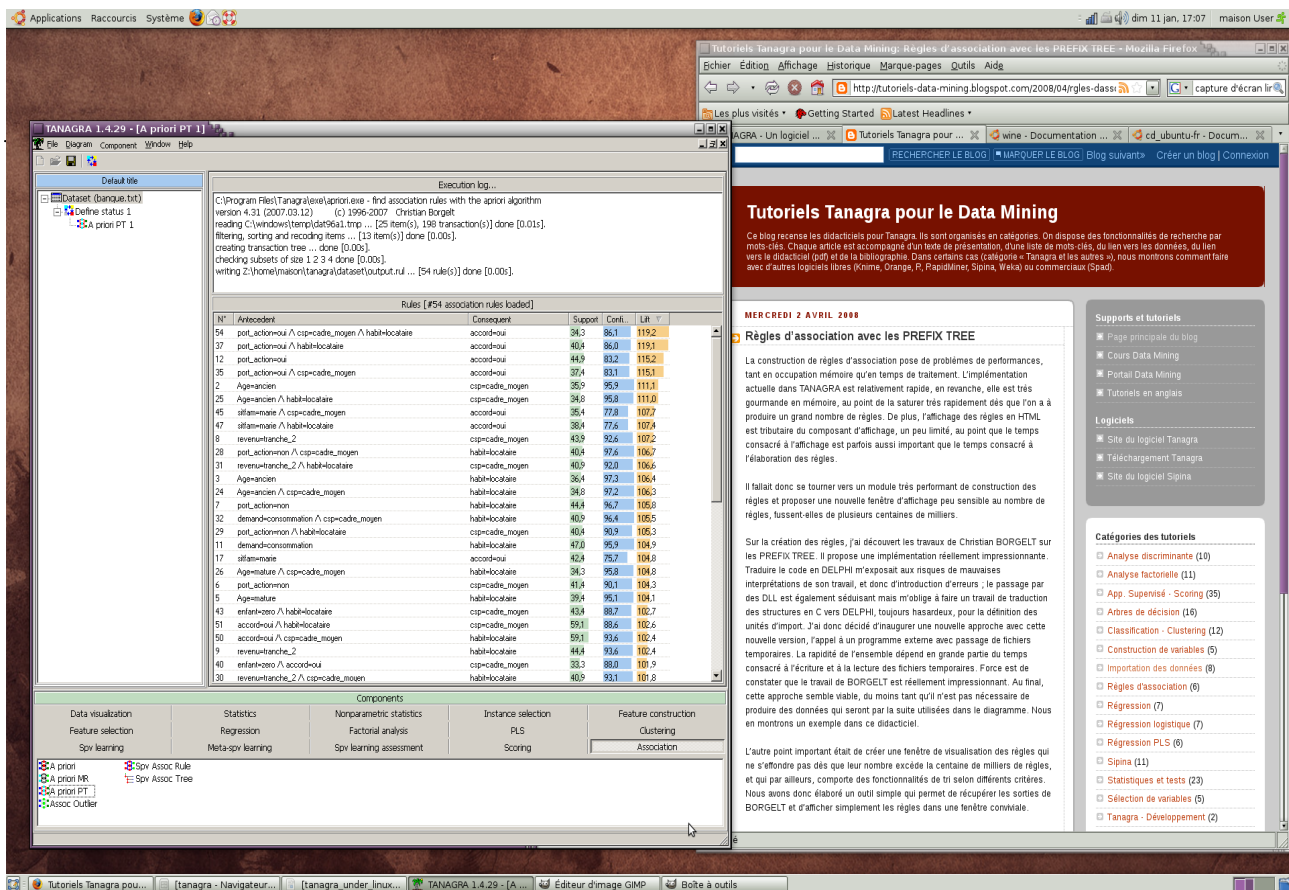 Applications Raccourcis Système
dim 11 jan, 17:07 maison User
Tutoriels Tanagra pour le Data Mining: Règles d'association avec les PREFIX TREE - Mozilla Firefox
Fichier Édition Affichage Historique Marque-pages Outils Aide
http://tutoriels-data-mining.blogspot.com/2008/04/rgles-dasso
capture d'écran lin
Les plus visités Getting Started Latest Headlines
NAGRA - Un logiciel ... Tutoriels Tanagra pour ... wine - Documentation ... cd_ubuntu-fr - Docum...
RECHERCHER LE BLOG MARQUER LE BLOG Blog suivant» Créer un blog | Connexion
TANAGRA 1.4.29 - [A priori PT 1]
File Diagram Component Window Help
Default title
Dataset (banque.txt)
Define status 1
A priori PT 1
Execution log...
C:\Program Files\Tanagra\exe\apriori.exe - find association rules with the apriori algorithm
version 4.31 (2007.03.12) (c) 1996-2007 Christian Borgelt
reading C:\windows\temp\dat96a1.tmp ... [25 item(s), 198 transaction(s)] done [0.01s].
filtering, sorting and recoding items ... [13 item(s)] done [0.00s].
creating transaction tree ... done [0.00s].
checking subsets of size 1 2 3 4 done [0.00s].
writing Z:\home\maison\tanagra\dataset\output.rul ... [54 rule(s)] done [0.00s].
Rules [#54 association rules loaded]
N° Antecedent Consequent Support Confi... Lift
54 port_action=oui /\ csp=cadre_moyen /\ habit=locataire accord=oui 34,3 86,1 119,2
37 port_action=oui /\ habit=locataire accord=oui 40,4 86,0 119,1
12 port_action=oui accord=oui 44,9 83,2 115,2
35 port_action=oui /\ csp=cadre_moyen accord=oui 37,4 83,1 115,1
2 Age=ancien csp=cadre_moyen 35,9 95,9 111,1
25 Age=ancien /\ habit=locataire csp=cadre_moyen 34,8 95,8 111,0
45 sitfam=marie /\ csp=cadre_moyen accord=oui 35,4 77,8 107,7
47 sitfam=marie /\ habit=locataire accord=oui 38,4 77,6 107,4
8 revenu=tranche_2 csp=cadre_moyen 43,9 92,6 107,2
28 port_action=non /\ csp=cadre_moyen habit=locataire 40,4 97,6 106,7
31 revenu=tranche_2 /\ habit=locataire csp=cadre_moyen 40,9 92,0 106,6
3 Age=ancien habit=locataire 36,4 97,3 106,4
24 Age=ancien /\ csp=cadre_moyen habit=locataire 34,8 97,2 106,3
7 port_action=non habit=locataire 44,4 96,7 105,8
32 demand=consommation /\ csp=cadre_moyen habit=locataire 40,9 96,4 105,5
29 port_action=non /\ habit=locataire csp=cadre_moyen 40,4 90,9 105,3
11 demand=consommation habit=locataire 47,0 95,9 104,9
17 sitfam=marie accord=oui 42,4 75,7 104,8
26 Age=mature /\ csp=cadre_moyen habit=locataire 34,3 95,8 104,8
6 port_action=non csp=cadre_moyen 41,4 90,1 104,3
5 Age=mature habit=locataire 39,4 95,1 104,1
43 enfant=zero /\ habit=locataire csp=cadre_moyen 43,4 88,7 102,7
51 accord=oui /\ habit=locataire csp=cadre_moyen 59,1 88,6 102,6
50 accord=oui /\ csp=cadre_moyen habit=locataire 59,1 93,6 102,4
9 revenu=tranche_2 habit=locataire 44,4 93,6 102,4
40 enfant=zero /\ accord=oui csp=cadre_moyen 33,3 88,0 101,9
30 revenu=tranche_2 /\ csp=cadre_moyen habit=locataire 40,9 93,1 101,8
Components
Data visualization Statistics Nonparametric statistics Instance selection Feature construction
Feature selection Regression Factorial analysis PLS Clustering
Spv learning Meta-spv learning Spv learning assessment Scoring Association
A priori Spv Assoc Rule
A priori MR Spv Assoc Tree
A priori PT
Assoc Outlier
Tutoriels Tanagra pour le Data Mining
Ce blog recense les didacticiels pour Tanagra. Ils sont organisés en catégories. On dispose des fonctionnalités de recherche par
mots-clés. Chaque article est accompagné d'un texte de présentation, d'une liste de mots-clés, du lien vers les données, du lien
vers le didacticiel (pdf) et de la bibliographie. Dans certains cas (catégorie « Tanagra et les autres »), nous montrons comment faire
avec d'autres logiciels libres (Knime, Orange, R, RapidMiner, Sipina, Weka) ou commerciaux (Spad).
MERCREDI 2 AVRIL 2008
Règles d'association avec les PREFIX TREE
La construction de règles d'association pose de problèmes de performances,
tant en occupation mémoire qu'en temps de traitement. L'implémentation
actuelle dans TANAGRA est relativement rapide, en revanche, elle est très
gourmande en mémoire, au point de la saturer très rapidement dès que l'on a à
produire un grand nombre de règles. De plus, l'affichage des règles en HTML
est tributaire du composant d'affichage, un peu limité, au point que le temps
consacré à l'affichage est parfois aussi important que le temps consacré à
l'élaboration des règles.
Il fallait donc se tourner vers un module très performant de construction des
règles et proposer une nouvelle fenêtre d'affichage peu sensible au nombre de
règles, fussent-elles de plusieurs centaines de milliers.
Sur la création des règles, j'ai découvert les travaux de Christian BORGELT sur
les PREFIX TREE. Il propose une implémentation réellement impressionnante.
Traduire le code en DELPHI m'exposait aux risques de mauvaises
interprétations de son travail, et donc d'introduction d'erreurs ; le passage par
des DLL est également séduisant mais m'oblige à faire un travail de traduction
des structures en C vers DELPHI, toujours hasardeux, pour la définition des
unités d'import. J'ai donc décidé d'inaugurer une nouvelle approche avec cette
nouvelle version, l'appel à un programme externe avec passage de fichiers
temporaires. La rapidité de l'ensemble dépend en grande partie du temps
consacré à l'écriture et à la lecture des fichiers temporaires. Force est de
constater que le travail de BORGELT est réellement impressionnant. Au final,
cette approche semble viable, du moins tant qu'il n'est pas nécessaire de
produire des données qui seront par la suite utilisées dans le diagramme. Nous
en montrons un exemple dans ce didacticiel.
L'autre point important était de créer une fenêtre de visualisation des règles qui
ne s'effondre pas dès que leur nombre excède la centaine de milliers de règles,
et qui par ailleurs, comporte des fonctionnalités de tri selon différents critères.
Nous avons donc élaboré un outil simple qui permet de récupérer les sorties de
BORGELT et d'afficher simplement les règles dans une fenêtre conviviale.
Supports et tutoriels
Page principale du blog
Cours Data Mining
Portail Data Mining
Tutoriels en anglais
Logiciels
Site du logiciel Tanagra
Téléchargement Tanagra
Site du logiciel Sipina
Catégories des tutoriels
Analyse discriminante (10)
Analyse factorielle (11)
App. Supervisé - Scoring (35)
Arbres de décision (16)
Classification - Clustering (12)
Construction de variables (5)
Importation des données (8)
Règles d'association (6)
Régression (7)
Régression logistique (7)
Régression PLS (6)
Sipina (11)
Statistiques et tests (23)
Sélection de variables (5)
Tanagra - Développement (2)
Tutoriels Tanagra pou... [tanagra - Navigateur... [tanagra_under_linux... TANAGRA 1.4.29 - [A ... Éditeur d'image GIMP Boîte à outils